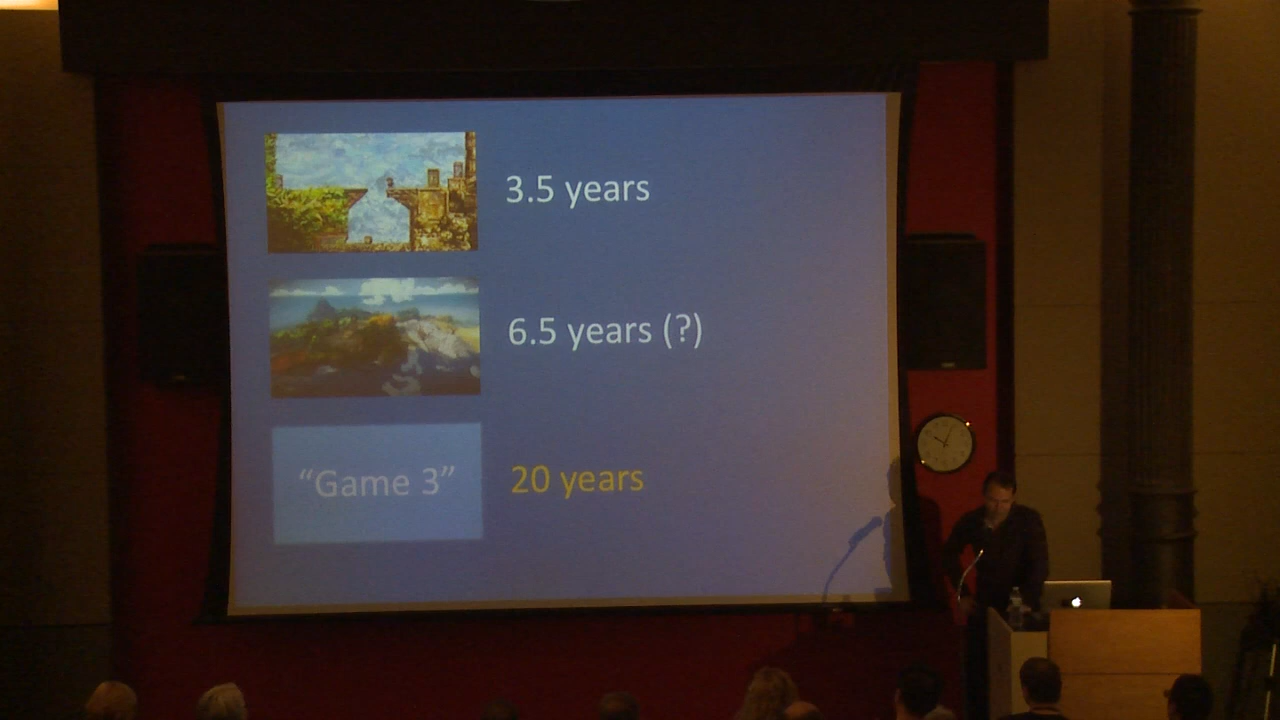 3.5 years
6.5 years (?)
“Game 3”
20 years